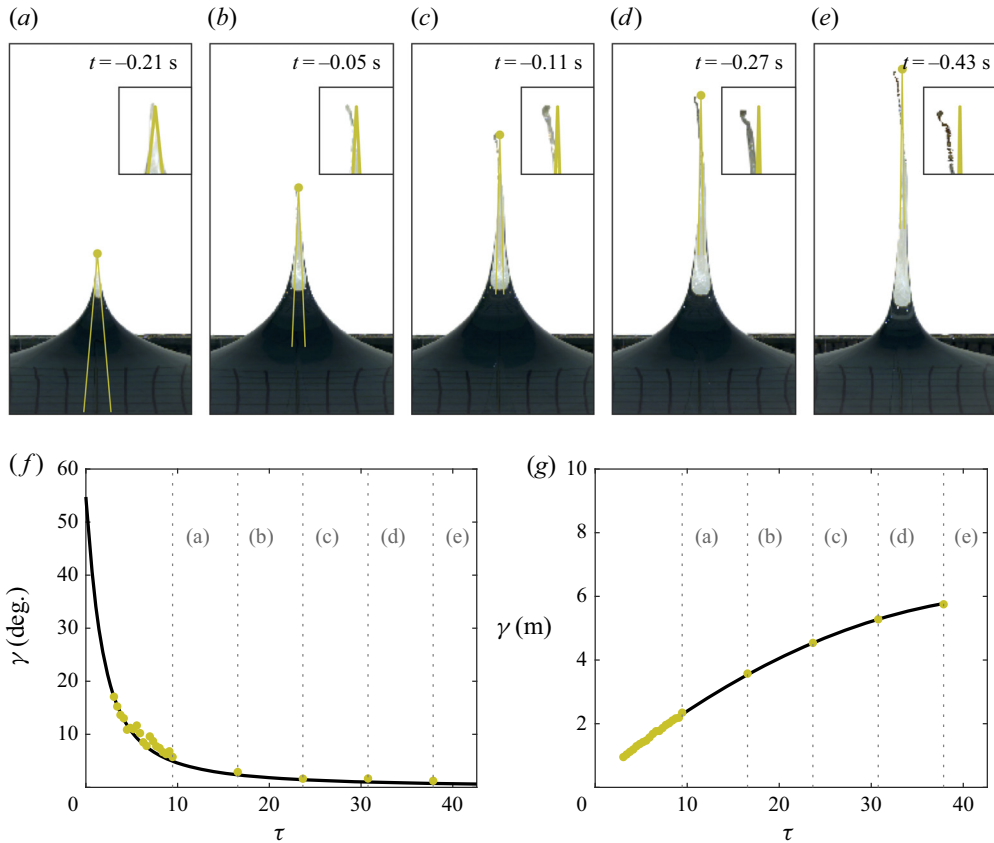 (a) (b) (c) (d) (e)
t = –0.21 s t = –0.05 s t = –0.11 s t = –0.27 s t = –0.43 s
(f)
60
50
40
30
20
10
0
γ (deg.)
(a) (b) (c) (d) (e)
10 20 30 40
τ
(g)
10
8
6
4
2
0
γ (m)
(a) (b) (c) (d) (e)
10 20 30 40
τ